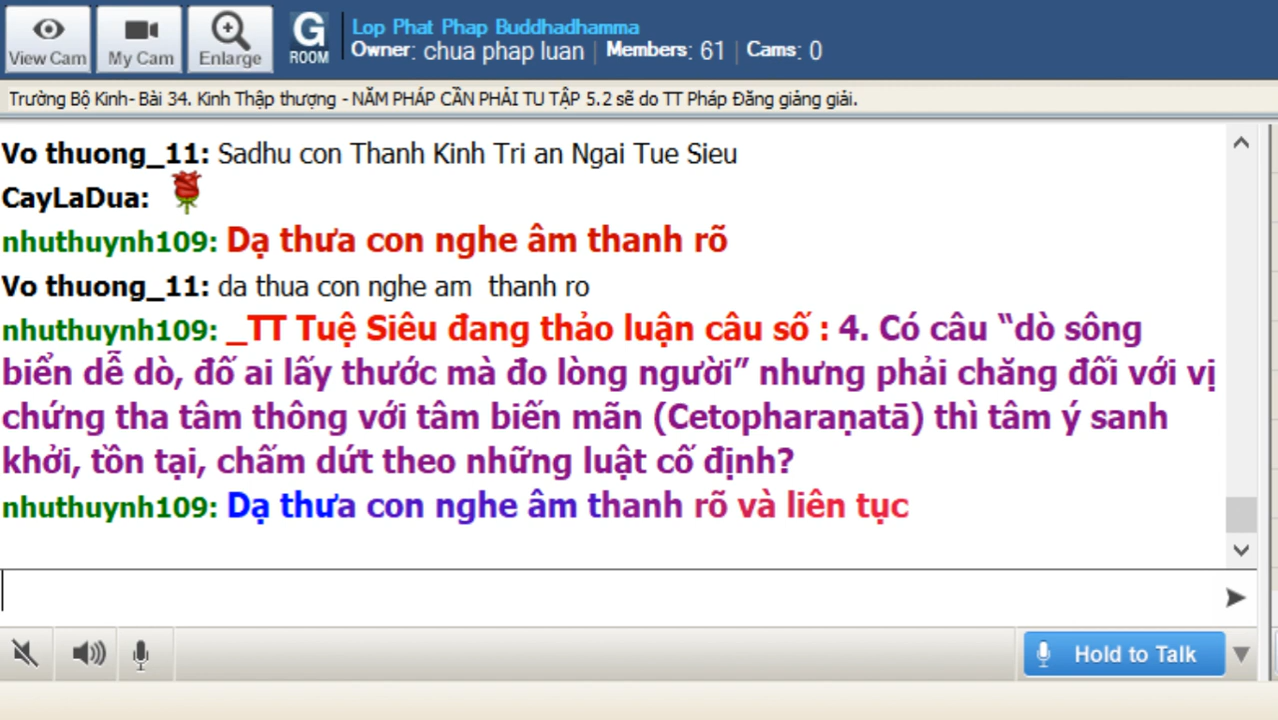 Lop Phat Phap Buddhadhamma
View Cam My Cam Enlarge G ROOM Owner: chua phap luan | Members: 61 | Cams: 0
Trường Bộ Kinh- Bài 34. Kinh Thập thượng - NĂM PHÁP CẦN PHẢI TU TẬP 5.2 sẽ do TT Pháp Đăng giảng giải.
Vo thuong_11: Sadhu con Thanh Kinh Tri an Ngai Tue Sieu
CayLaDua:
nhuthuynh109: Dạ thưa con nghe âm thanh rõ
Vo thuong_11: da thua con nghe am  thanh ro
nhuthuynh109: _TT Tuệ Siêu đang thảo luận câu số : 4. Có câu “dò sông
biển dễ dò, đố ai lấy thước mà đo lòng người” nhưng phải chăng đối với vị
chứng tha tâm thông với tâm biến mãn (Cetopharaṇatā) thì tâm ý sanh
khởi, tồn tại, chấm dứt theo những luật cố định?
nhuthuynh109: Dạ thưa con nghe âm thanh rõ và liên tục
Hold to Talk